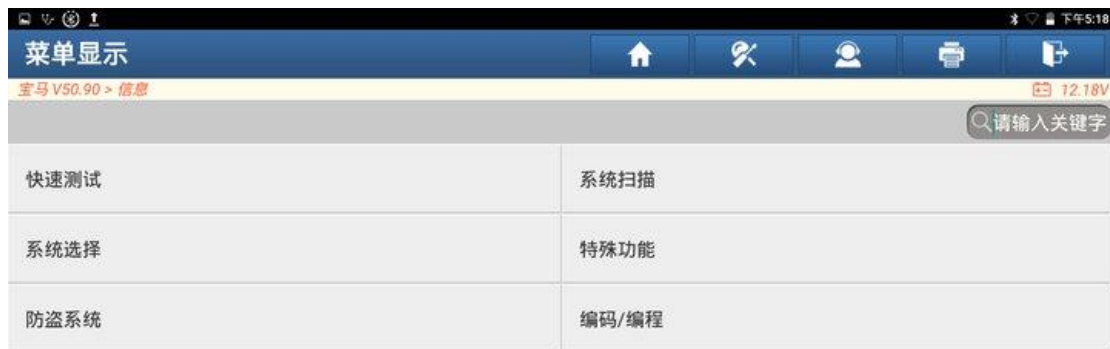 下午5:18
菜单显示
宝马 V50.90 > 信息 12.18V
请输入关键字
快速测试 系统扫描
系统选择 特殊功能
防盗系统 编码/编程